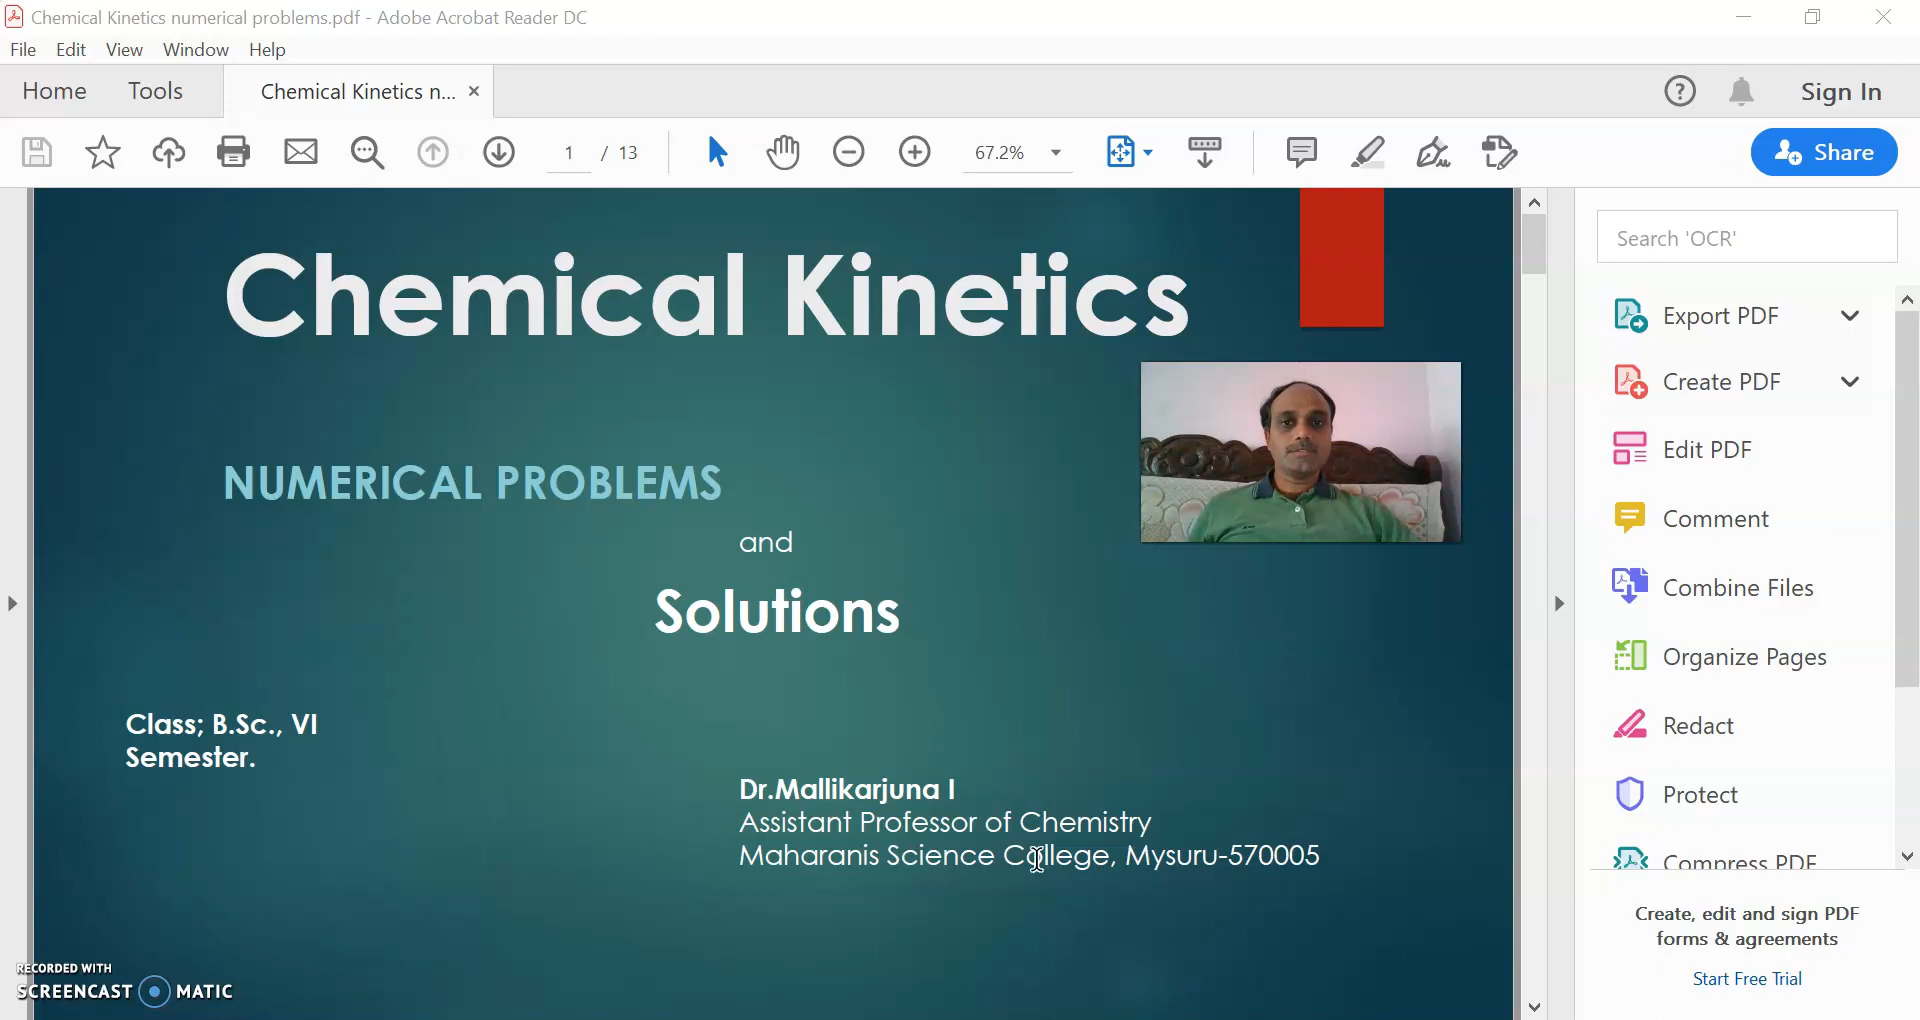 Chemical Kinetics numerical problems.pdf - Adobe Acrobat Reader DC
File Edit View Window Help
Home Tools Chemical Kinetics n... × Sign In
1 / 13 67.2% Share
Chemical Kinetics
NUMERICAL PROBLEMS
and
Solutions
Class; B.Sc., VI
Semester.
Dr.Mallikarjuna I
Assistant Professor of Chemistry
Maharanis Science College, Mysuru-570005
RECORDED WITH
SCREENCAST MATIC
Search 'OCR'
Export PDF
Create PDF
Edit PDF
Comment
Combine Files
Organize Pages
Redact
Protect
Compress PDF
Create, edit and sign PDF
forms & agreements
Start Free Trial